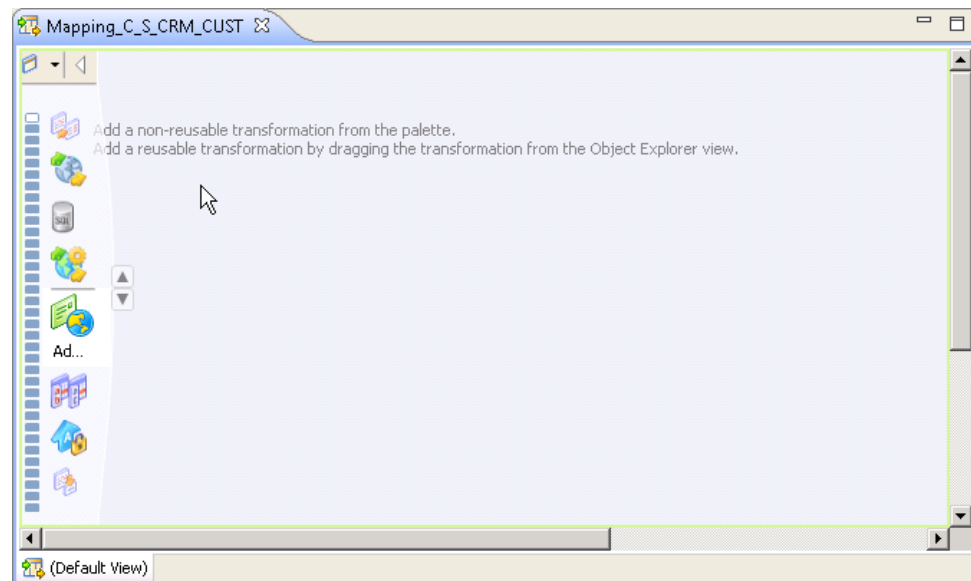 Mapping_C_S_CRM_CUST
Add a non-reusable transformation from the palette.
Add a reusable transformation by dragging the transformation from the Object Explorer view.
SQL
Ad...
(Default View)